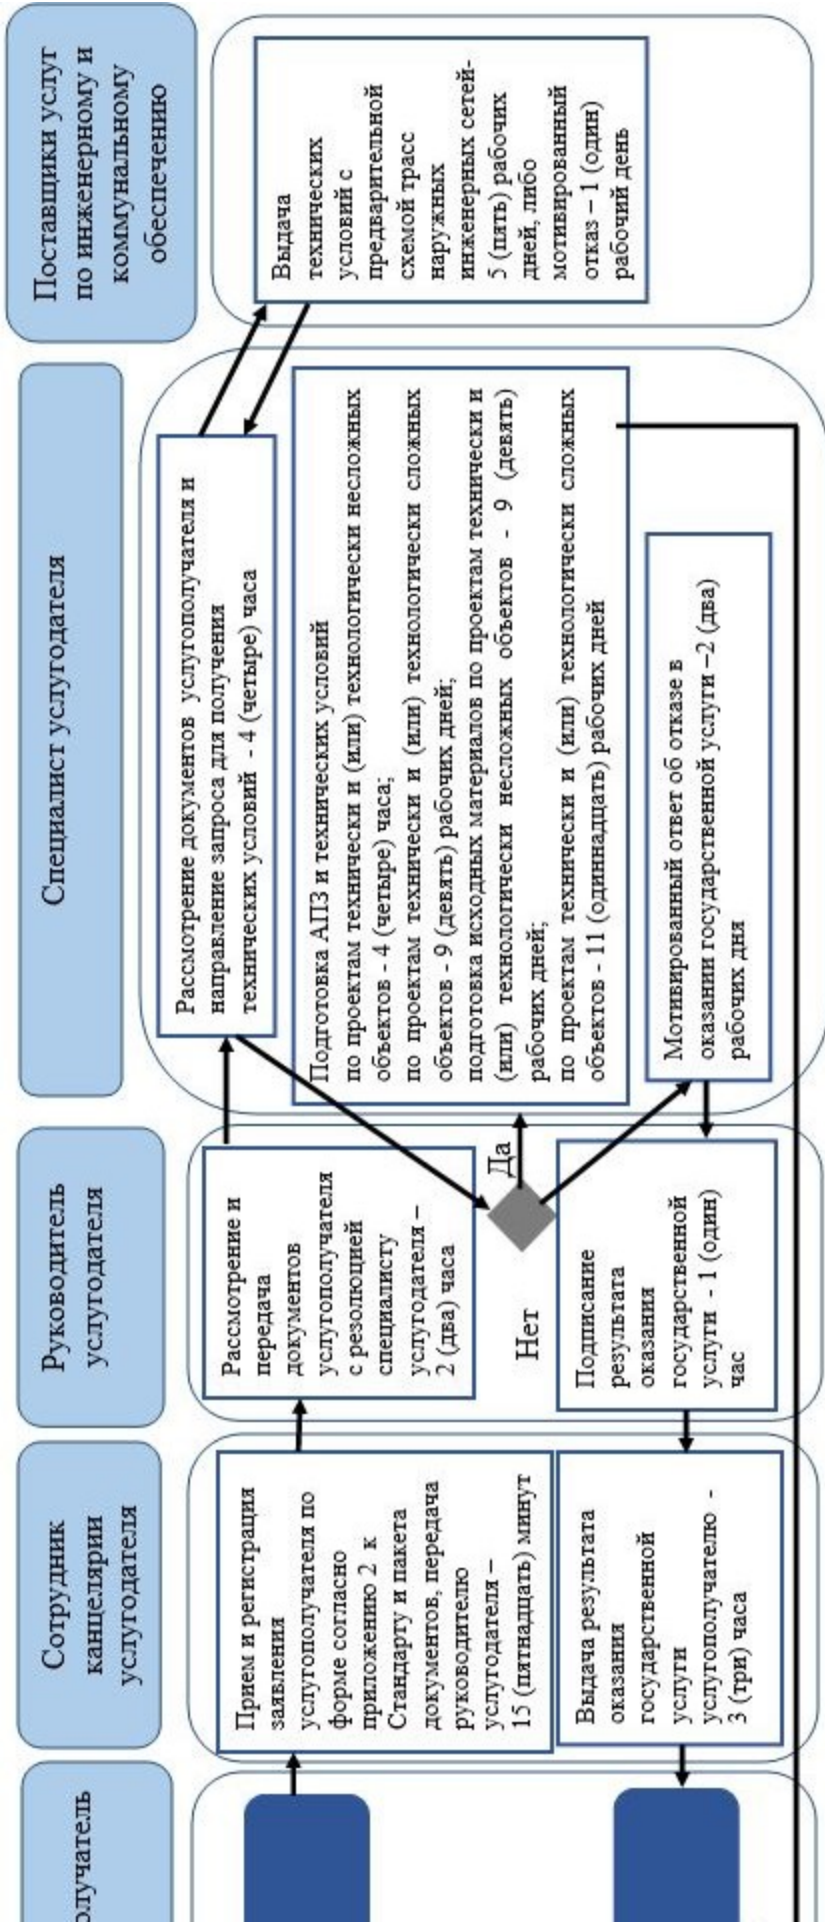 олучатель
Сотрудник
канцелярии
услугодателя
Руководитель
услугодателя
Специалист услугодателя
Поставщики услуг
по инженерному и
коммунальному
обеспечению
Прием и регистрация
заявления
услугополучателя по
форме согласно
приложению 2 к
Стандарту и пакета
документов, передача
руководителю
услугодателя –
15 (пятнадцать) минут
Рассмотрение и
передача
документов
услугополучателя
с резолюцией
специалисту
услугодателя –
2 (два) часа
Рассмотрение документов услугополучателя и
направление запроса для получения
технических условий - 4 (четыре) часа
Выдача
технических
условий с
предварительной
схемой трасс
наружных
инженерных сетей-
5 (пять) рабочих
дней, либо
мотивированный
отказ – 1 (один)
рабочий день
Подготовка АПЗ и технических условий
по проектам технически и (или) технологически несложных
объектов - 4 (четыре) часа;
по проектам технически и (или) технологически сложных
объектов - 9 (девять) рабочих дней;
подготовка исходных материалов по проектам технически и
(или) технологически несложных объектов - 9 (девять)
рабочих дней;
по проектам технически и (или) технологически сложных
объектов - 11 (одиннадцать) рабочих дней
Нет
Да
Выдача результата
оказания
государственной
услуги
услугополучателю -
3 (три) часа
Подписание
результата
оказания
государственной
услуги - 1 (один)
час
Мотивированный ответ об отказе в
оказании государственной услуги –2 (два)
рабочих дня